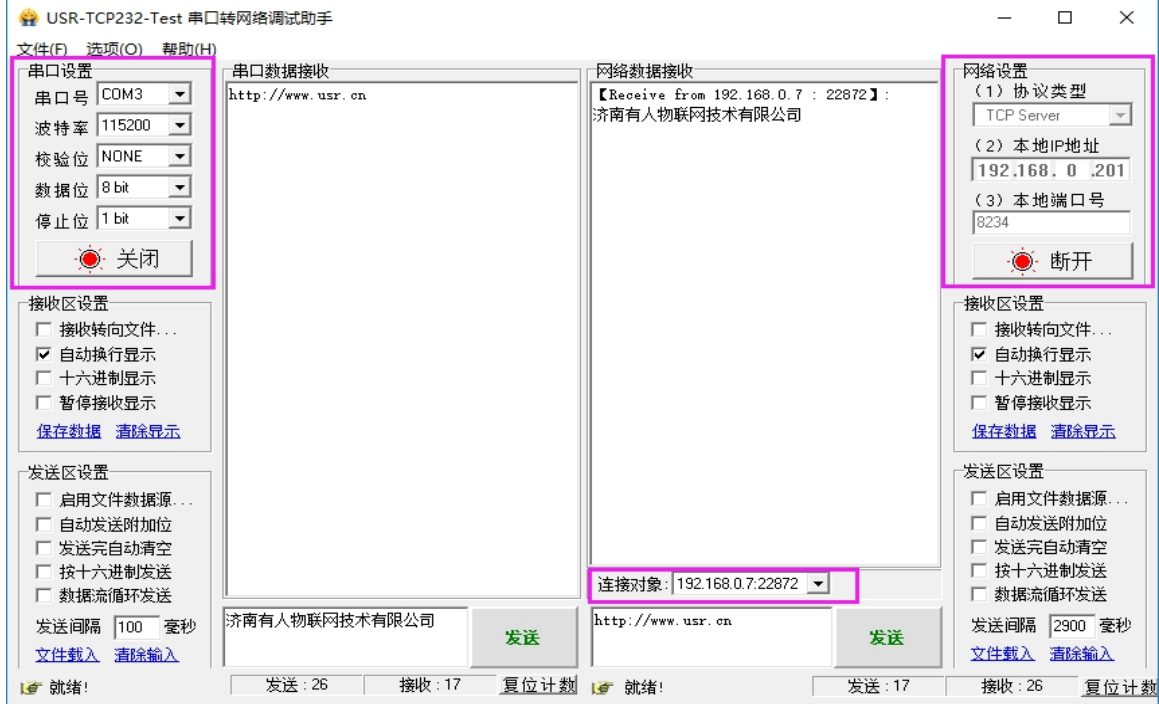 USR-TCP232-Test 串口转网络调试助手
文件(F) 选项(O) 帮助(H)
串口设置
串口号 COM3
波特率 115200
校验位 NONE
数据位 8 bit
停止位 1 bit
关闭
接收区设置
接收转向文件...
自动换行显示
十六进制显示
暂停接收显示
保存数据 清除显示
发送区设置
启用文件数据源...
自动发送附加位
发送完自动清空
按十六进制发送
数据流循环发送
发送间隔 100 毫秒
文件载入 清除输入
串口数据接收
http://www.usr.cn
济南有人物联网技术有限公司
发送
网络数据接收
【Receive from 192.168.0.7 : 22872】:
济南有人物联网技术有限公司
连接对象: 192.168.0.7:22872
http://www.usr.cn
发送
网络设置
(1) 协议类型
TCP Server
(2) 本地IP地址
192.168. 0 .201
(3) 本地端口号
8234
断开
接收区设置
接收转向文件...
自动换行显示
十六进制显示
暂停接收显示
保存数据 清除显示
发送区设置
启用文件数据源...
自动发送附加位
发送完自动清空
按十六进制发送
数据流循环发送
发送间隔 2900 毫秒
文件载入 清除输入
就绪! 发送 : 26 接收 : 17 复位计数 就绪! 发送 : 17 接收 : 26 复位计数